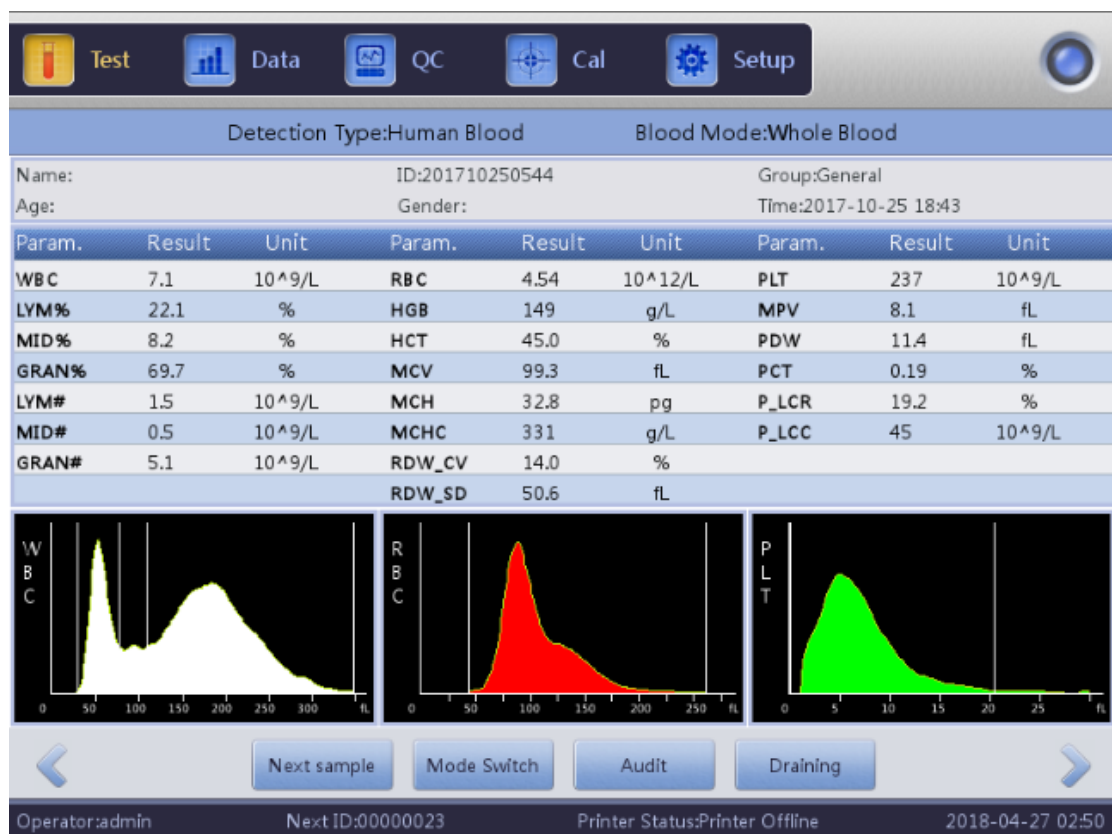 Test Data QC Cal Setup
Detection Type:Human Blood Blood Mode:Whole Blood
Name: ID:201710250544 Group:General
Age: Gender: Time:2017-10-25 18:43
Param. Result Unit Param. Result Unit Param. Result Unit
WBC 7.1 10^9/L RBC 4.54 10^12/L PLT 237 10^9/L
LYM% 22.1 % HGB 149 g/L MPV 8.1 fL
MID% 8.2 % HCT 45.0 % PDW 11.4 fL
GRAN% 69.7 % MCV 99.3 fL PCT 0.19 %
LYM# 1.5 10^9/L MCH 32.8 pg P_LCR 19.2 %
MID# 0.5 10^9/L MCHC 331 g/L P_LCC 45 10^9/L
GRAN# 5.1 10^9/L RDW_CV 14.0 %
RDW_SD 50.6 fL
WBC RBC PLT
0 50 100 150 200 250 300 fL 0 50 100 150 200 250 fL 0 5 10 15 20 25 fL
Next sample Mode Switch Audit Draining
Operator:admin Next ID:00000023 Printer Status:Printer Offline 2018-04-27 02:50